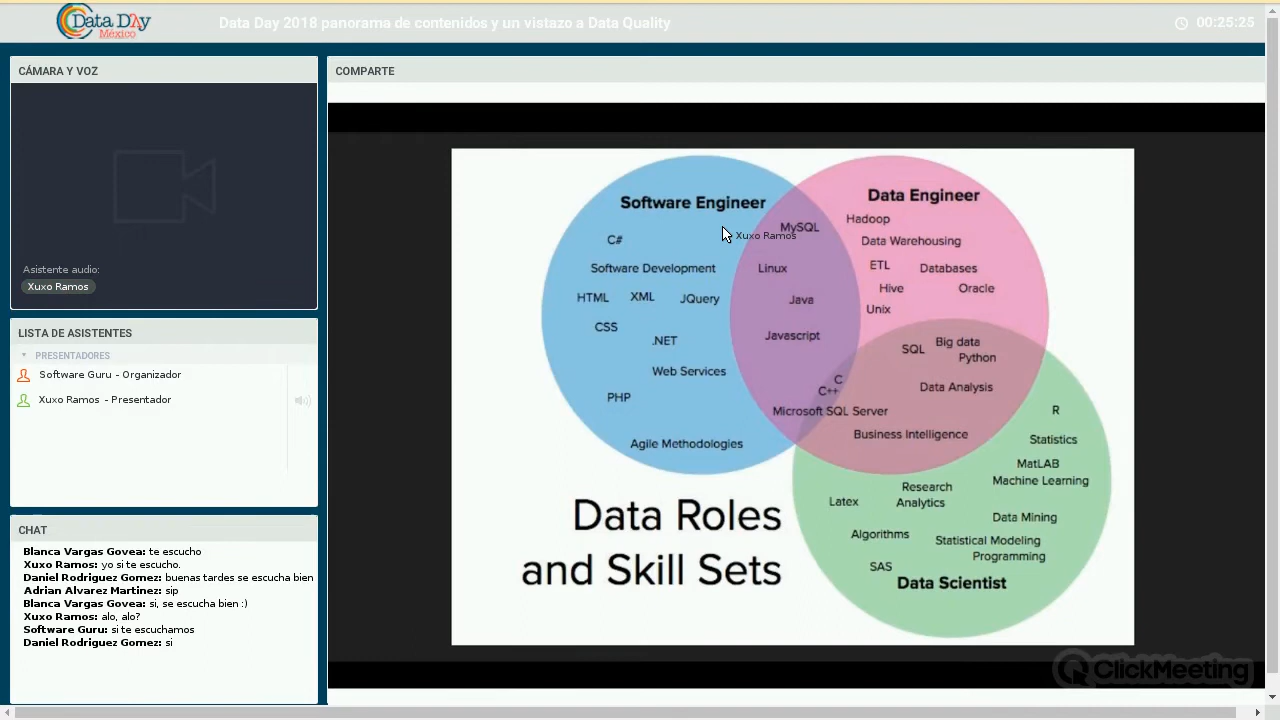 Data Day
México
Data Day 2018 panorama de contenidos y un vistazo a Data Quality
00:25:25
CÁMARA Y VOZ
Asistente audio:
Xuxo Ramos
LISTA DE ASISTENTES
PRESENTADORES
Software Guru - Organizador
Xuxo Ramos - Presentador
CHAT
Blanca Vargas Govea: te escucho
Xuxo Ramos: yo si te escucho.
Daniel Rodriguez Gomez: buenas tardes se escucha bien
Adrian Alvarez Martinez: sip
Blanca Vargas Govea: si, se escucha bien :)
Xuxo Ramos: alo, alo?
Software Guru: si te escuchamos
Daniel Rodriguez Gomez: si
COMPARTE
Software Engineer
C#
Software Development
HTML
XML
JQuery
CSS
.NET
Web Services
PHP
Agile Methodologies
MySQL
Xuxo Ramos
Linux
Java
Javascript
C
C++
Microsoft SQL Server
Data Engineer
Hadoop
Data Warehousing
ETL
Databases
Hive
Oracle
Unix
SQL
Big data
Python
Data Analysis
Business Intelligence
R
Statistics
MatLAB
Machine Learning
Research
Analytics
Latex
Data Mining
Algorithms
Statistical Modeling
Programming
SAS
Data Scientist
Data Roles
and Skill Sets
ClickMeeting